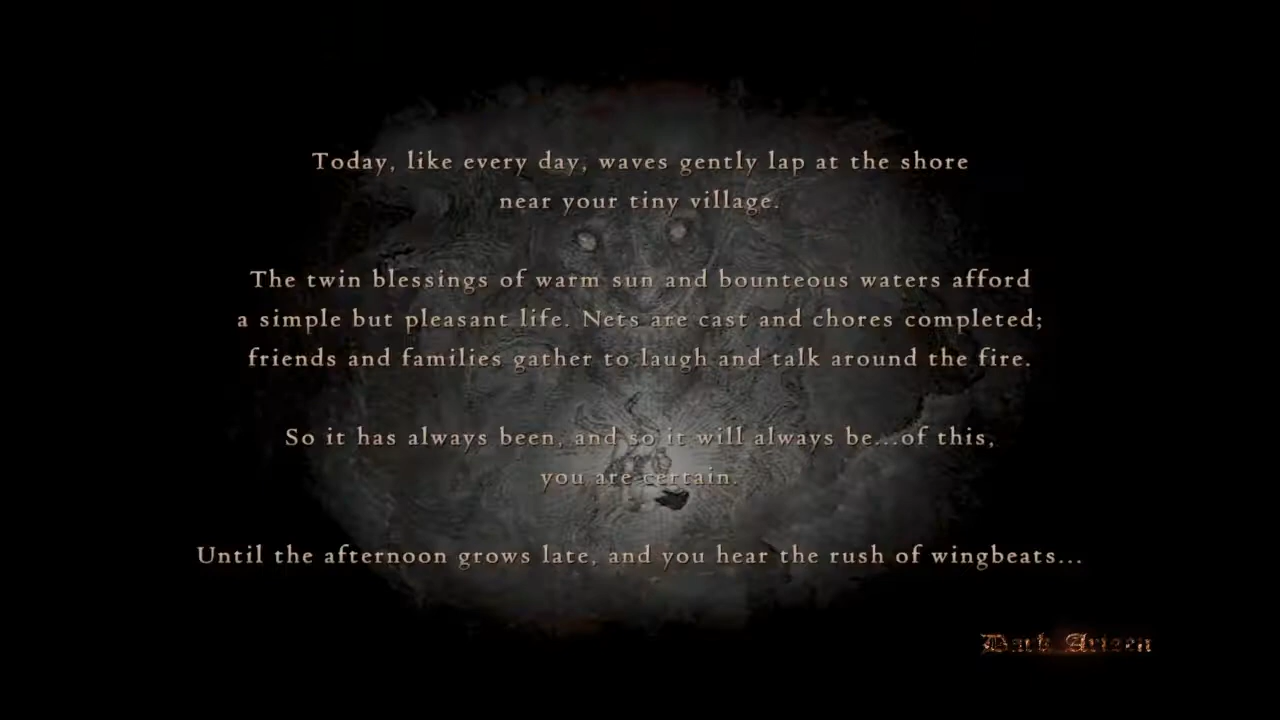 Today, like every day, waves gently lap at the shore
near your tiny village.
The twin blessings of warm sun and bounteous waters afford
a simple but pleasant life. Nets are cast and chores completed;
friends and families gather to laugh and talk around the fire.
So it has always been, and so it will always be...of this,
you are certain.
Until the afternoon grows late, and you hear the rush of wingbeats...
Dark Arisen